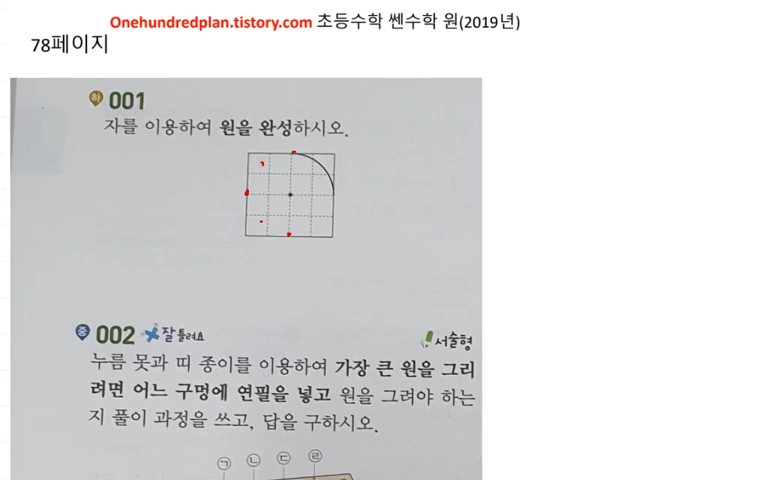 Onehundredplan.tistory.com 초등수학 쎈수학 원(2019년)
78페이지
하 001
자를 이용하여 원을 완성하시오.
중 002 잘 틀려요 서술형
누름 못과 띠 종이를 이용하여 가장 큰 원을 그리
려면 어느 구멍에 연필을 넣고 원을 그려야 하는
지 풀이 과정을 쓰고, 답을 구하시오.
㉠ ㉡ ㉢ ㉣